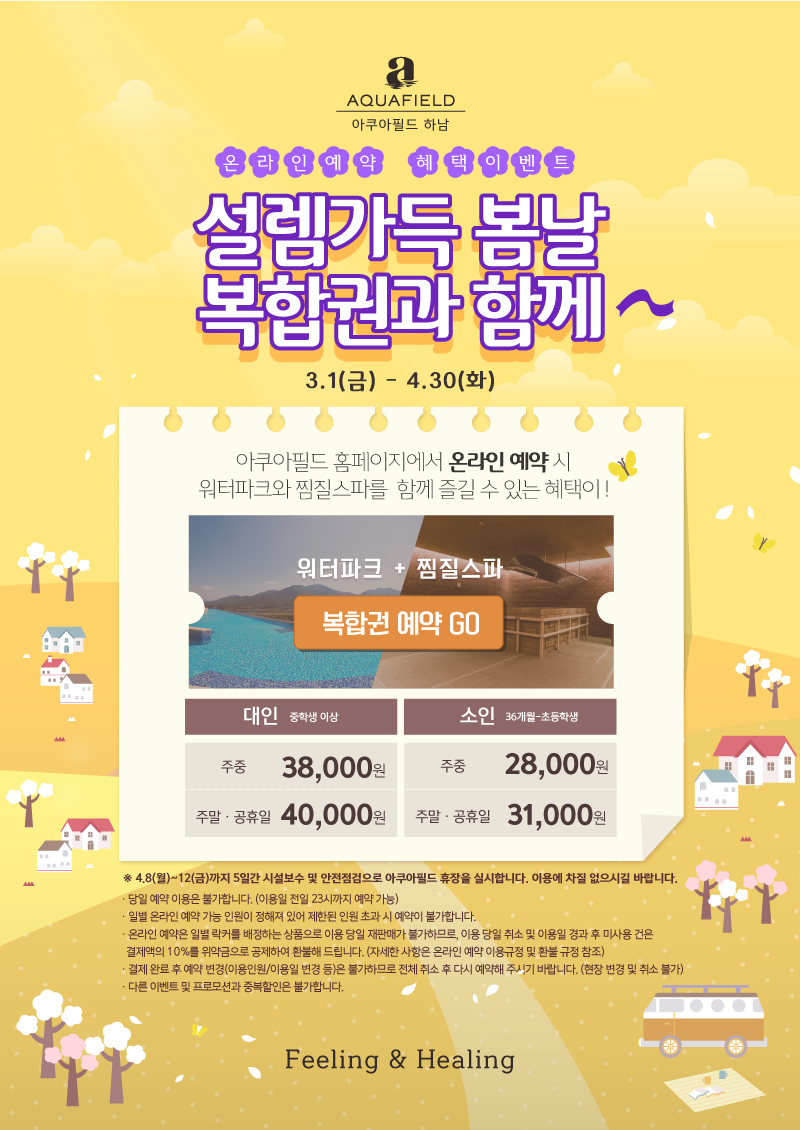 a
AQUAFIELD
아쿠아필드 하남
온라인예약 혜택이벤트
설렘가득 봄날
복합권과 함께~
3.1(금) - 4.30(화)
아쿠아필드 홈페이지에서 온라인 예약 시
워터파크와 찜질스파를 함께 즐길 수 있는 혜택이!
워터파크 + 찜질스파
복합권 예약 GO
대인 중학생 이상
소인 36개월-초등학생
주중 38,000원
주중 28,000원
주말 · 공휴일 40,000원
주말 · 공휴일 31,000원
※ 4.8(월)~12(금)까지 5일간 시설보수 및 안전점검으로 아쿠아필드 휴장을 실시합니다. 이용에 차질 없으시길 바랍니다.
· 당일 예약 이용은 불가합니다. (이용일 전일 23시까지 예약 가능)
· 일별 온라인 예약 가능 인원이 정해져 있어 제한된 인원 초과 시 예약이 불가합니다.
· 온라인 예약은 일별 락커를 배정하는 상품으로 이용 당일 재판매가 불가하므로, 이용 당일 취소 및 이용일 경과 후 미사용 건은
결제액의 10%를 위약금으로 공제하여 환불해 드립니다. (자세한 사항은 온라인 예약 이용규정 및 환불 규정 참조)
· 결제 완료 후 예약 변경(이용인원/이용일 변경 등)은 불가하므로 전체 취소 후 다시 예약해 주시기 바랍니다. (현장 변경 및 취소 불가)
· 다른 이벤트 및 프로모션과 중복할인은 불가합니다.
Feeling & Healing